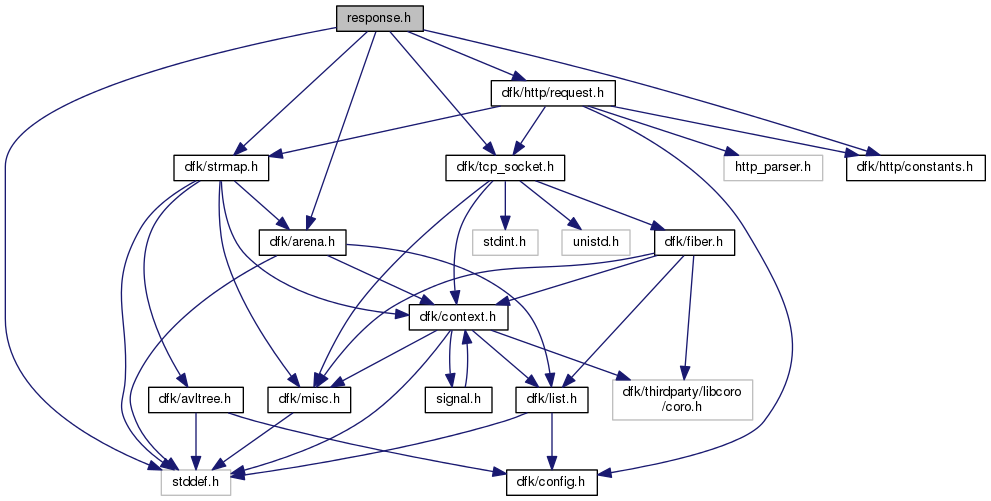 response.h
dfk/http/request.h
dfk/strmap.h
dfk/tcp_socket.h
http_parser.h
dfk/http/constants.h
dfk/arena.h
stdint.h
unistd.h
dfk/fiber.h
dfk/context.h
dfk/avltree.h
dfk/misc.h
signal.h
dfk/list.h
dfk/thirdparty/libcoro
/coro.h
stddef.h
dfk/config.h